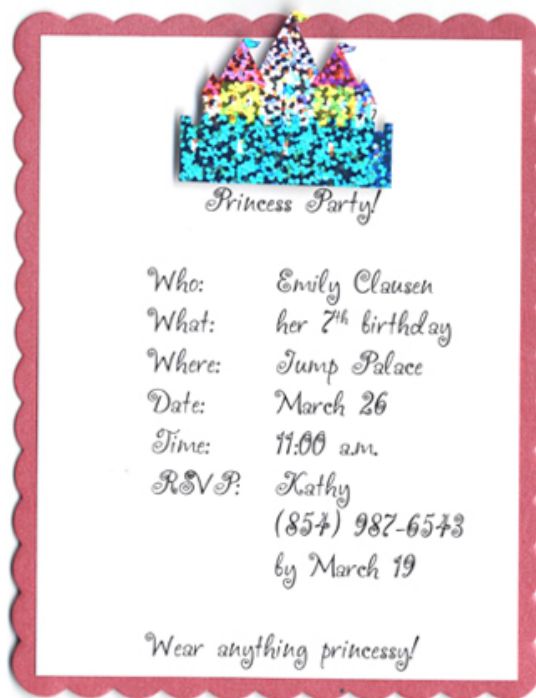 Princess Party!
Who: Emily Clausen
What: her 7th birthday
Where: Jump Palace
Date: March 26
Time: 11:00 a.m.
RSVP: Kathy
(854) 987-6543
by March 19
Wear anything princessy!